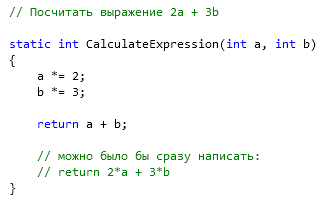 // Посчитать выражение 2a + 3b
static int CalculateExpression(int a, int b)
{
a *= 2;
b *= 3;
return a + b;
// можно было бы сразу написать:
// return 2*a + 3*b
}